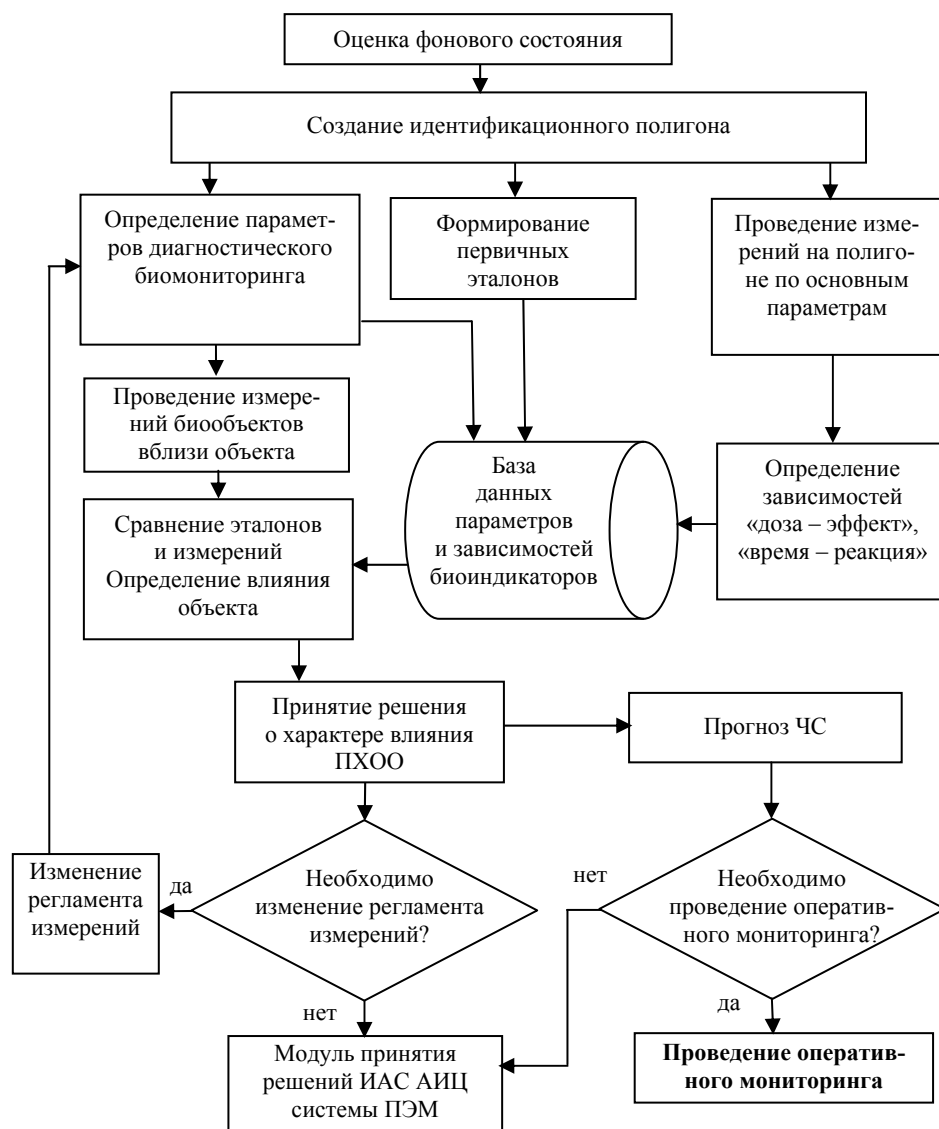 Оценка фонового состояния
Создание идентификационного полигона
Определение парамет-
ров диагностического
биомониторинга
Формирование
первичных
эталонов
Проведение изме-
рений на полиго-
не по основным
параметрам
Проведение измере-
ний биообъектов
вблизи объекта
База
данных
параметров
и зависимостей
биоиндикаторов
Определение
зависимостей
«доза – эффект»,
«время – реакция»
Сравнение эталонов
и измерений
Определение влияния
объекта
Принятие решения
о характере влияния
ПХОО
Прогноз ЧС
Изменение
регламента
измерений
да
Необходимо
изменение регламента
измерений?
нет
Необходимо
проведение оператив-
ного мониторинга?
нет
да
Модуль принятия
решений ИАС АИЦ
системы ПЭМ
Проведение оператив-
ного мониторинга